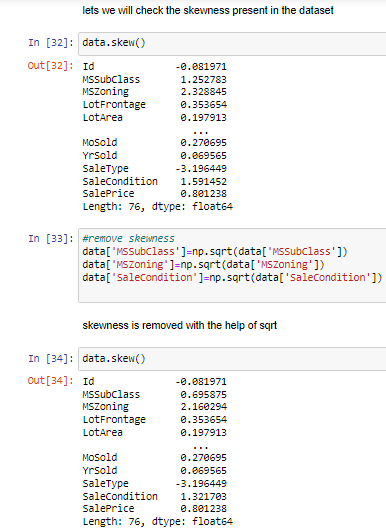 lets we will check the skewness present in the dataset
In [32]: data.skew()
Out[32]: Id -0.081971
MSSubClass 1.252783
MSZoning 2.328845
LotFrontage 0.353654
LotArea 0.197913
...
MoSold 0.270695
YrSold 0.069565
SaleType -3.196449
SaleCondition 1.591452
SalePrice 0.801238
Length: 76, dtype: float64
In [33]: #remove skewness
data['MSSubClass']=np.sqrt(data['MSSubClass'])
data['MSZoning']=np.sqrt(data['MSZoning'])
data['SaleCondition']=np.sqrt(data['SaleCondition'])
skewness is removed with the help of sqrt
In [34]: data.skew()
Out[34]: Id -0.081971
MSSubClass 0.695875
MSZoning 2.160294
LotFrontage 0.353654
LotArea 0.197913
...
MoSold 0.270695
YrSold 0.069565
SaleType -3.196449
SaleCondition 1.321703
SalePrice 0.801238
Length: 76, dtype: float64